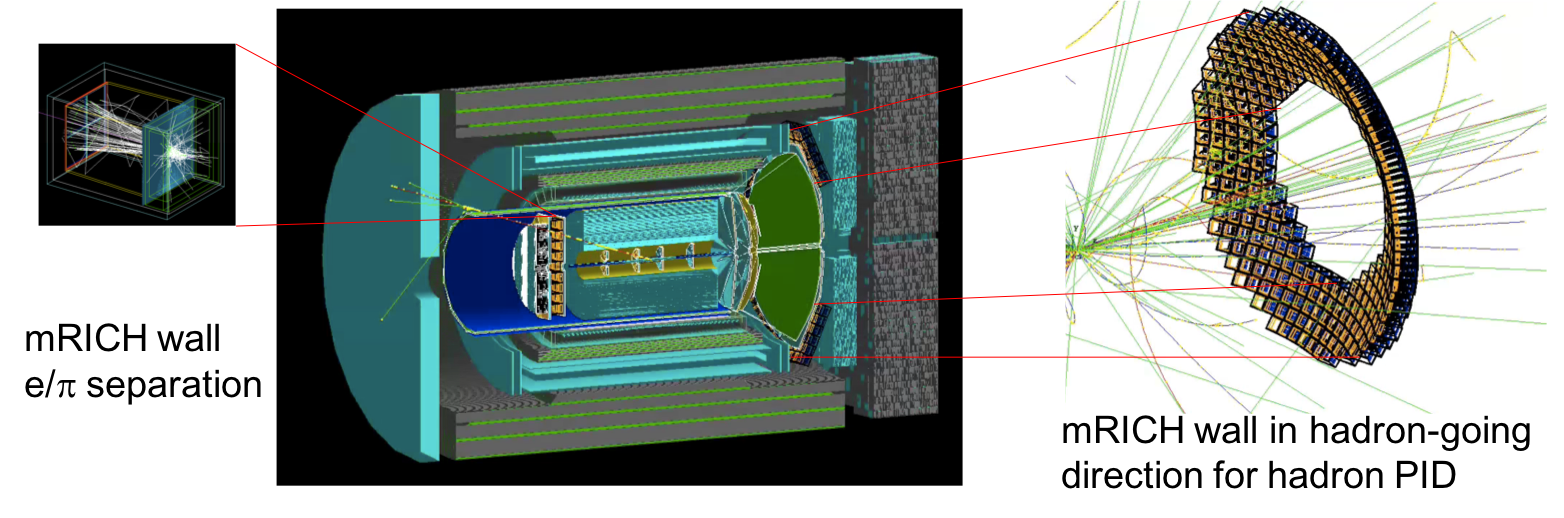 mRICH wall
e/π separation
mRICH wall in hadron-going
direction for hadron PID